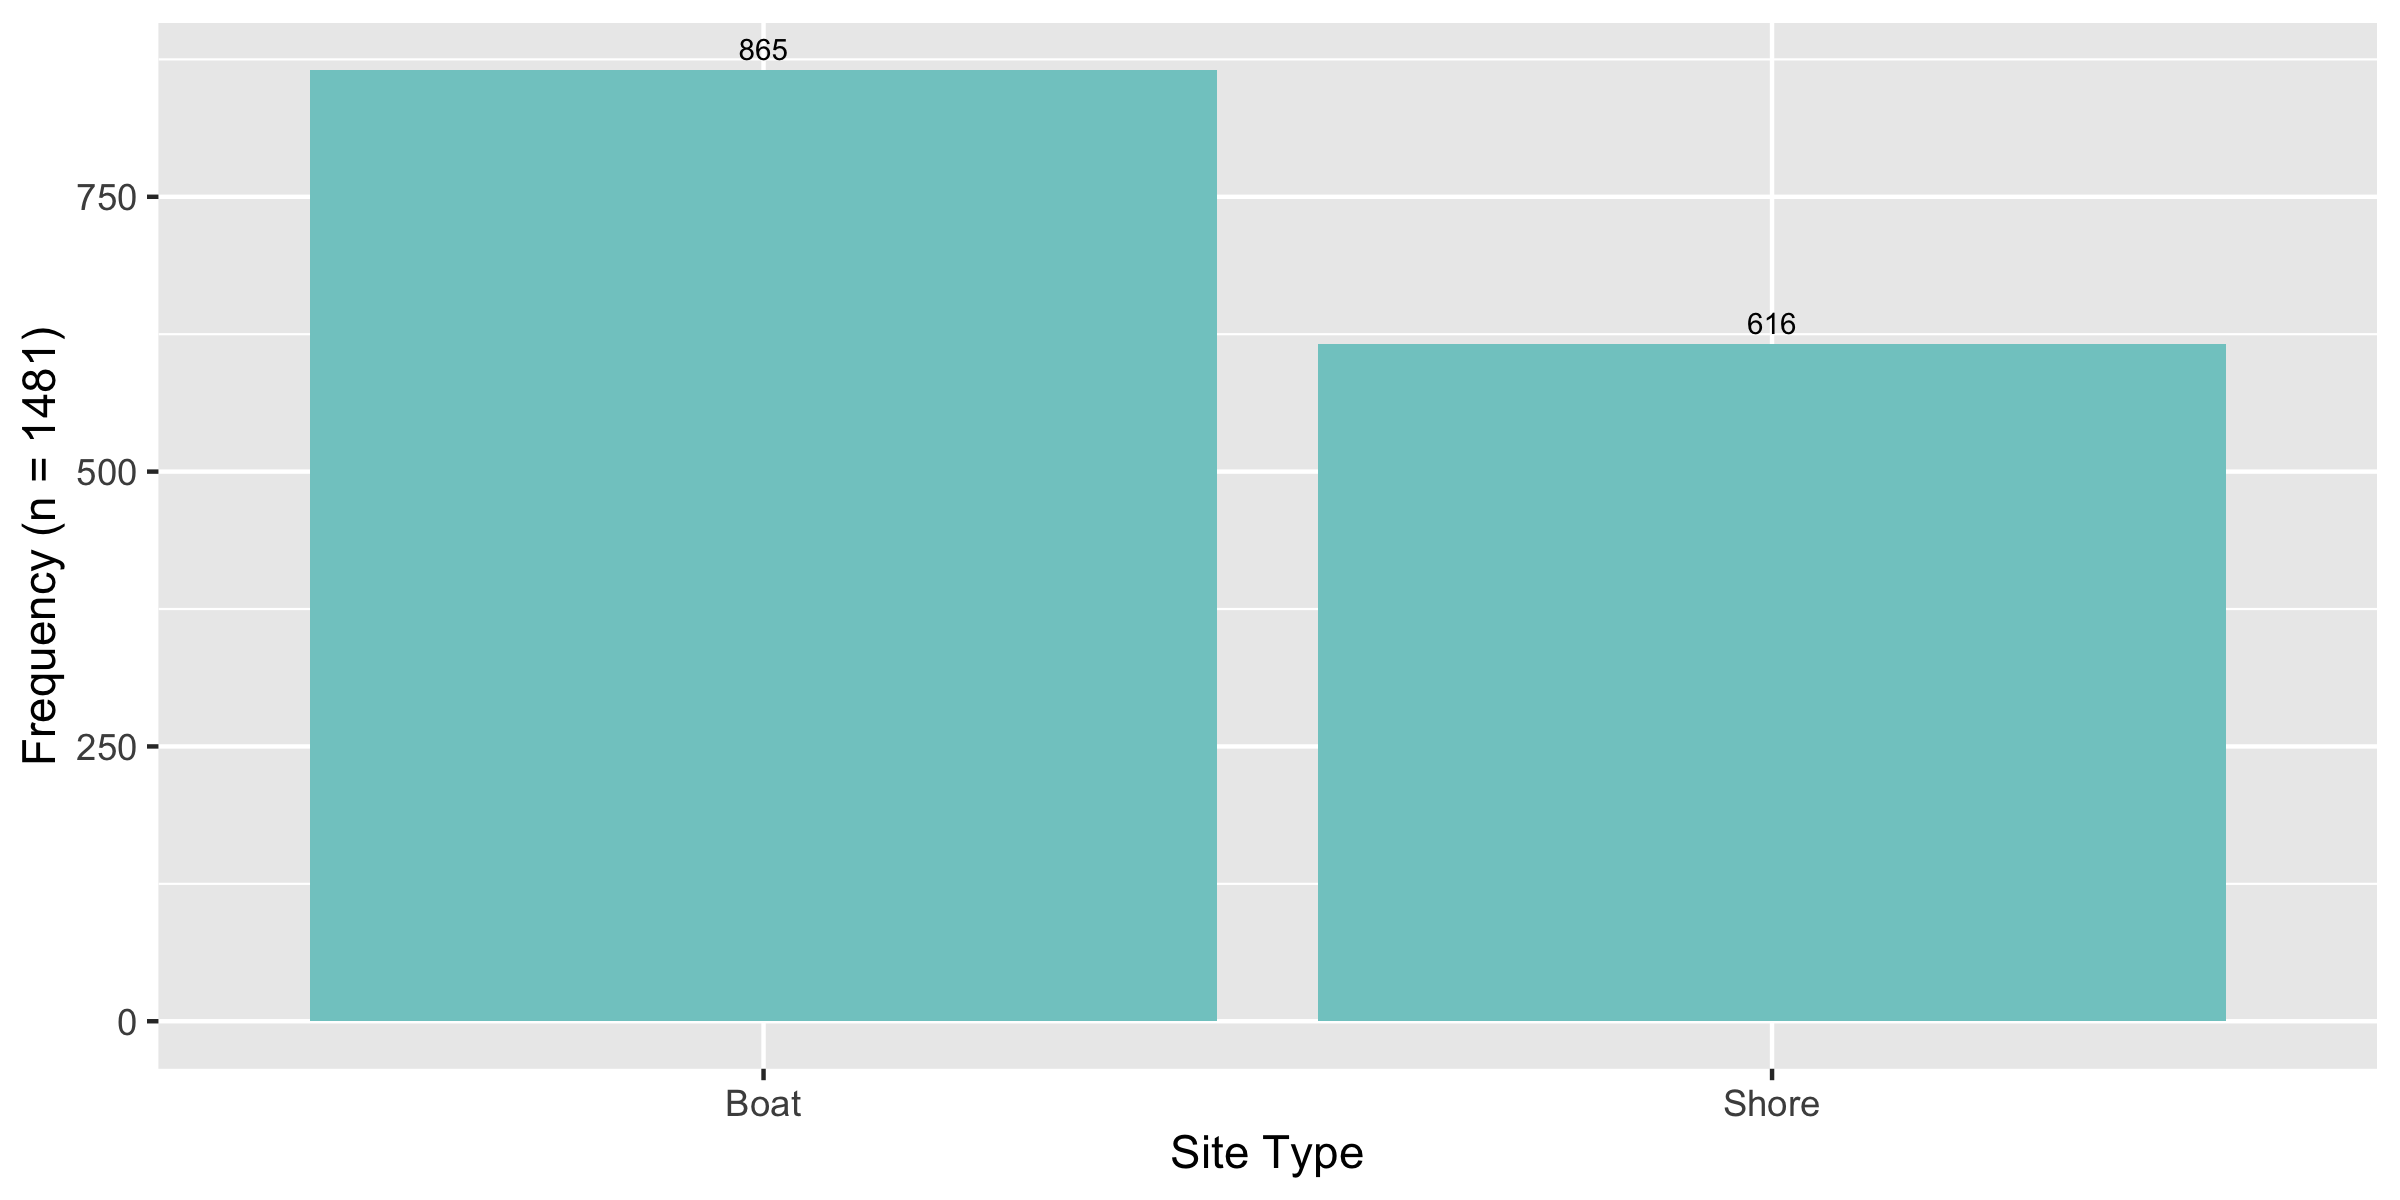 865
616
750
500
250
0
Frequency (n = 1481)
Boat
Shore
Site Type